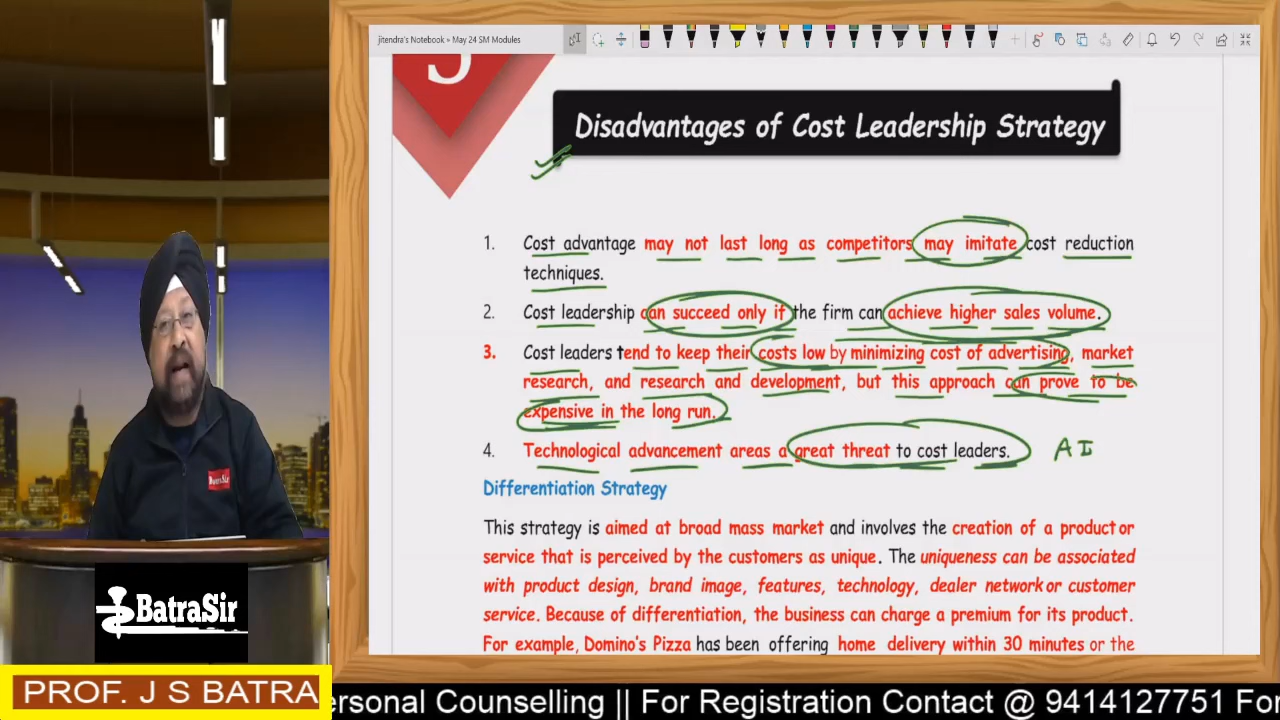 jitendra's Notebook » May 24 SM Modules
Disadvantages of Cost Leadership Strategy
1. Cost advantage may not last long as competitors may imitate cost reduction
techniques.
2. Cost leadership can succeed only if the firm can achieve higher sales volume.
3. Cost leaders tend to keep their costs low by minimizing cost of advertising, market
research, and research and development, but this approach can prove to be
expensive in the long run.
4. Technological advancement areas a great threat to cost leaders. AI
Differentiation Strategy
This strategy is aimed at broad mass market and involves the creation of a product or
service that is perceived by the customers as unique. The uniqueness can be associated
with product design, brand image, features, technology, dealer network or customer
service. Because of differentiation, the business can charge a premium for its product.
For example, Domino's Pizza has been offering home delivery within 30 minutes or the
BatraSir
BatraSir
PROF. J S BATRA
ersonal Counselling || For Registration Contact @ 9414127751 For